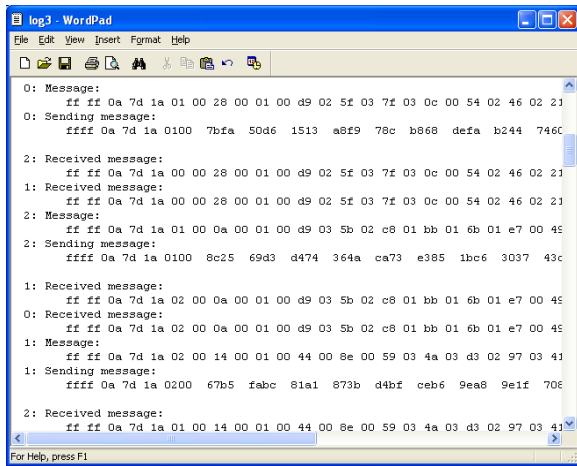 log3 - WordPad
File Edit View Insert Format Help
0: Message:
ff ff 0a 7d 1a 01 00 28 00 01 00 d9 02 5f 03 7f 03 0c 00 54 02 46 02 21
0: Sending message:
ffff 0a 7d 1a 0100 7bfa 50d6 1513 a8f9 78c b868 defa b244 7460
2: Received message:
ff ff 0a 7d 1a 00 00 28 00 01 00 d9 02 5f 03 7f 03 0c 00 54 02 46 02 21
1: Received message:
ff ff 0a 7d 1a 00 00 28 00 01 00 d9 02 5f 03 7f 03 0c 00 54 02 46 02 21
2: Message:
ff ff 0a 7d 1a 01 00 0a 00 01 00 d9 03 5b 02 c8 01 bb 01 6b 01 e7 00 49
2: Sending message:
ffff 0a 7d 1a 0100 8c25 69d3 d474 364a ca73 e385 1bc6 3037 43c
1: Received message:
ff ff 0a 7d 1a 02 00 0a 00 01 00 d9 03 5b 02 c8 01 bb 01 6b 01 e7 00 49
0: Received message:
ff ff 0a 7d 1a 02 00 0a 00 01 00 d9 03 5b 02 c8 01 bb 01 6b 01 e7 00 49
1: Message:
ff ff 0a 7d 1a 02 00 14 00 01 00 44 00 8e 00 59 03 4a 03 d3 02 97 03 41
1: Sending message:
ffff 0a 7d 1a 0200 67b5 fabc 81a1 873b d4bf ceb6 9ea8 9e1f 708
2: Received message:
ff ff 0a 7d 1a 01 00 14 00 01 00 44 00 8e 00 59 03 4a 03 d3 02 97 03 41
For Help, press F1